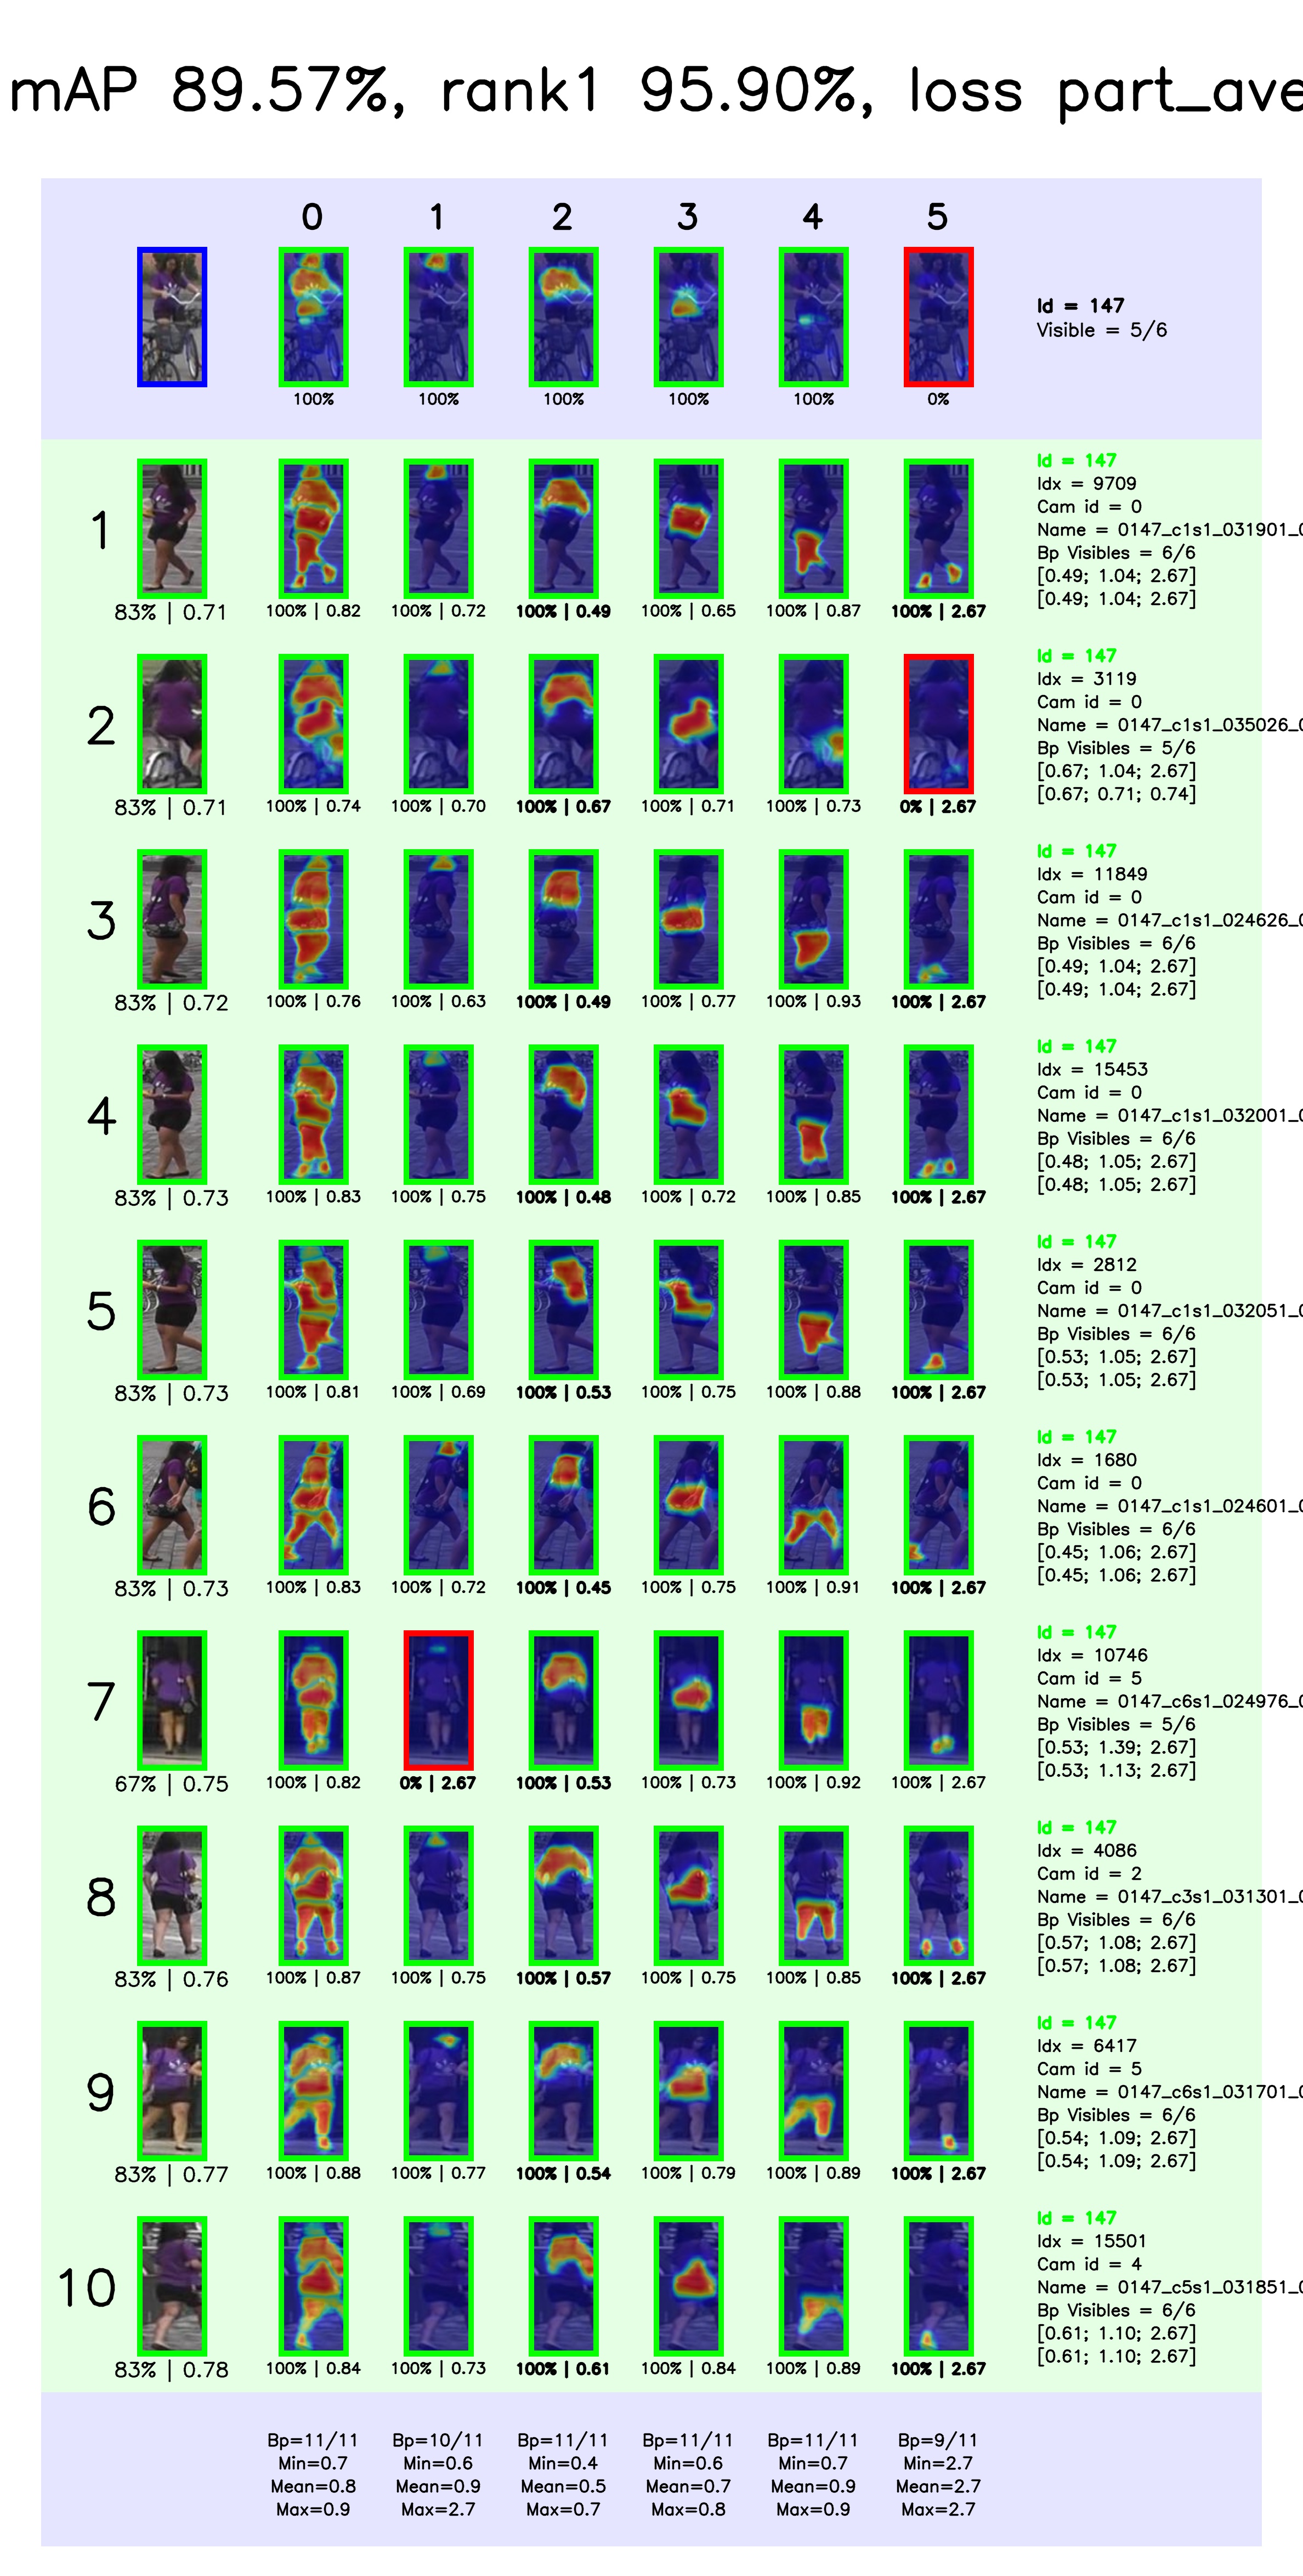 mAP 89.57%, rank1 95.90%, loss part_ave
0 1 2 3 4 5
Id = 147
Visible = 5/6
100% 100% 100% 100% 100% 0%
1
Id = 147
Idx = 9709
Cam id = 0
Name = 0147_c1s1_031901_0
Bp Visibles = 6/6
[0.49; 1.04; 2.67]
[0.49; 1.04; 2.67]
83% | 0.71 100% | 0.82 100% | 0.72 100% | 0.49 100% | 0.65 100% | 0.87 100% | 2.67
2
Id = 147
Idx = 3119
Cam id = 0
Name = 0147_c1s1_035026_0
Bp Visibles = 5/6
[0.67; 1.04; 2.67]
[0.67; 0.71; 0.74]
83% | 0.71 100% | 0.74 100% | 0.70 100% | 0.67 100% | 0.71 100% | 0.73 0% | 2.67
3
Id = 147
Idx = 11849
Cam id = 0
Name = 0147_c1s1_024626_0
Bp Visibles = 6/6
[0.49; 1.04; 2.67]
[0.49; 1.04; 2.67]
83% | 0.72 100% | 0.76 100% | 0.63 100% | 0.49 100% | 0.77 100% | 0.93 100% | 2.67
4
Id = 147
Idx = 15453
Cam id = 0
Name = 0147_c1s1_032001_0
Bp Visibles = 6/6
[0.48; 1.05; 2.67]
[0.48; 1.05; 2.67]
83% | 0.73 100% | 0.83 100% | 0.75 100% | 0.48 100% | 0.72 100% | 0.85 100% | 2.67
5
Id = 147
Idx = 2812
Cam id = 0
Name = 0147_c1s1_032051_0
Bp Visibles = 6/6
[0.53; 1.05; 2.67]
[0.53; 1.05; 2.67]
83% | 0.73 100% | 0.81 100% | 0.69 100% | 0.53 100% | 0.75 100% | 0.88 100% | 2.67
6
Id = 147
Idx = 1680
Cam id = 0
Name = 0147_c1s1_024601_0
Bp Visibles = 6/6
[0.45; 1.06; 2.67]
[0.45; 1.06; 2.67]
83% | 0.73 100% | 0.83 100% | 0.72 100% | 0.45 100% | 0.75 100% | 0.91 100% | 2.67
7
Id = 147
Idx = 10746
Cam id = 5
Name = 0147_c6s1_024976_0
Bp Visibles = 5/6
[0.53; 1.39; 2.67]
[0.53; 1.13; 2.67]
67% | 0.75 100% | 0.82 0% | 2.67 100% | 0.53 100% | 0.73 100% | 0.92 100% | 2.67
8
Id = 147
Idx = 4086
Cam id = 2
Name = 0147_c3s1_031301_0
Bp Visibles = 6/6
[0.57; 1.08; 2.67]
[0.57; 1.08; 2.67]
83% | 0.76 100% | 0.87 100% | 0.75 100% | 0.57 100% | 0.75 100% | 0.85 100% | 2.67
9
Id = 147
Idx = 6417
Cam id = 5
Name = 0147_c6s1_031701_0
Bp Visibles = 6/6
[0.54; 1.09; 2.67]
[0.54; 1.09; 2.67]
83% | 0.77 100% | 0.88 100% | 0.77 100% | 0.54 100% | 0.79 100% | 0.89 100% | 2.67
10
Id = 147
Idx = 15501
Cam id = 4
Name = 0147_c5s1_031851_0
Bp Visibles = 6/6
[0.61; 1.10; 2.67]
[0.61; 1.10; 2.67]
83% | 0.78 100% | 0.84 100% | 0.73 100% | 0.61 100% | 0.84 100% | 0.89 100% | 2.67
Bp=11/11 Bp=10/11 Bp=11/11 Bp=11/11 Bp=11/11 Bp=9/11
Min=0.7 Min=0.6 Min=0.4 Min=0.6 Min=0.7 Min=2.7
Mean=0.8 Mean=0.9 Mean=0.5 Mean=0.7 Mean=0.9 Mean=2.7
Max=0.9 Max=2.7 Max=0.7 Max=0.8 Max=0.9 Max=2.7